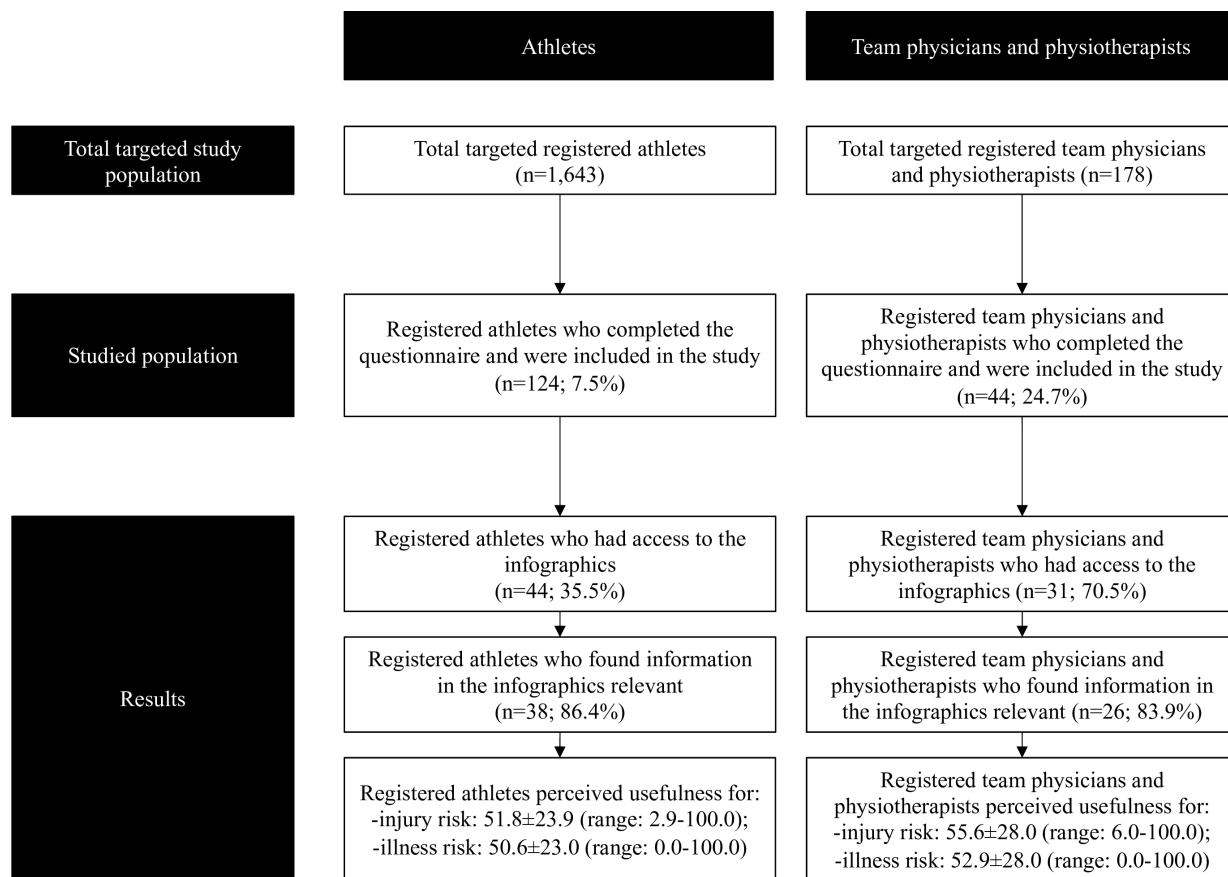 Athletes
Team physicians and physiotherapists
Total targeted study
population
Total targeted registered athletes
(n=1,643)
Total targeted registered team physicians
and physiotherapists (n=178)
Studied population
Registered athletes who completed the
questionnaire and were included in the study
(n=124; 7.5%)
Registered team physicians and
physiotherapists who completed the
questionnaire and were included in the study
(n=44; 24.7%)
Results
Registered athletes who had access to the
infographics
(n=44; 35.5%)
Registered team physicians and
physiotherapists who had access to the
infographics (n=31; 70.5%)
Registered athletes who found information
in the infographics relevant
(n=38; 86.4%)
Registered team physicians and
physiotherapists who found information in
the infographics relevant (n=26; 83.9%)
Registered athletes perceived usefulness for:
-injury risk: 51.8±23.9 (range: 2.9-100.0);
-illness risk: 50.6±23.0 (range: 0.0-100.0)
Registered team physicians and
physiotherapists perceived usefulness for:
-injury risk: 55.6±28.0 (range: 6.0-100.0);
-illness risk: 52.9±28.0 (range: 0.0-100.0)